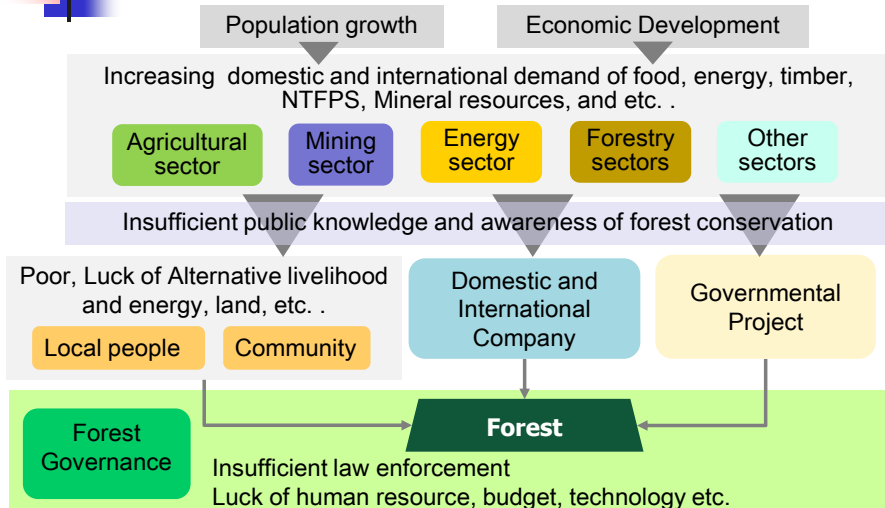 Population growth
Economic Development
Increasing domestic and international demand of food, energy, timber,
NTFPS, Mineral resources, and etc. .
Agricultural
sector
Mining
sector
Energy
sector
Forestry
sectors
Other
sectors
Insufficient public knowledge and awareness of forest conservation
Poor, Luck of Alternative livelihood
and energy, land, etc. .
Local people
Community
Domestic and
International
Company
Governmental
Project
Forest
Forest
Governance
Insufficient law enforcement
Luck of human resource, budget, technology etc.